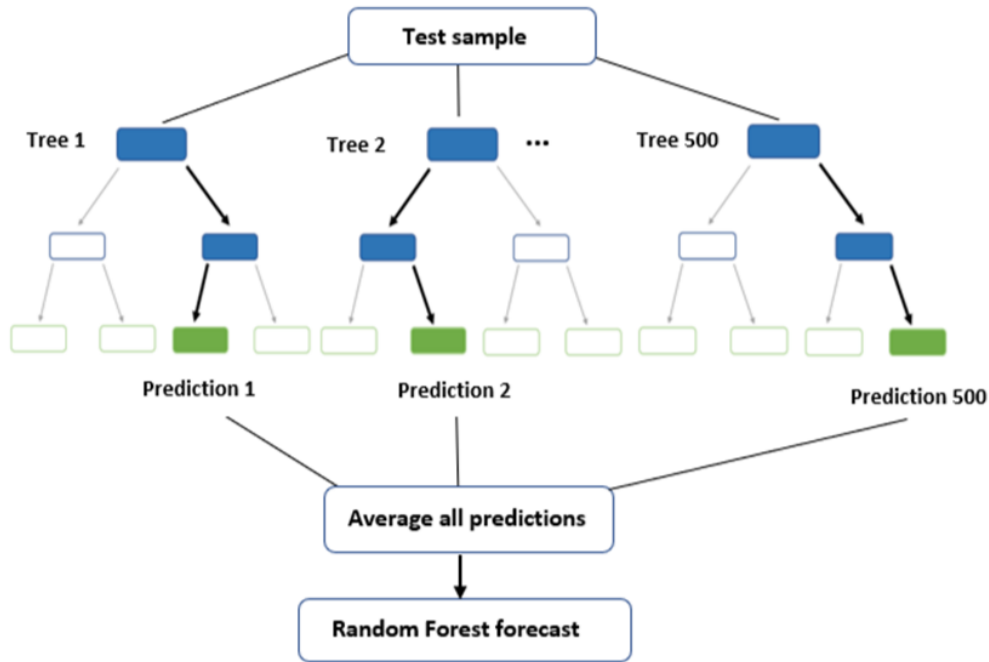 Test sample
Tree 1
Tree 2
...
Tree 500
Prediction 1
Prediction 2
Prediction 500
Average all predictions
Random Forest forecast